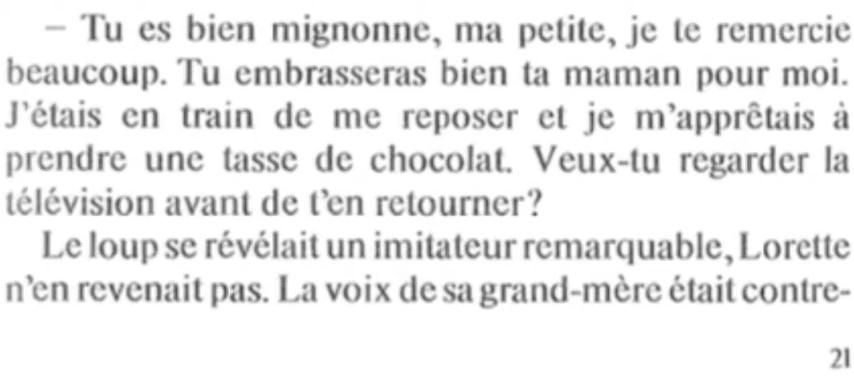 – Tu es bien mignonne, ma petite, je te remercie
beaucoup. Tu embrasseras bien ta maman pour moi.
J'étais en train de me reposer et je m'apprêtais à
prendre une tasse de chocolat. Veux-tu regarder la
télévision avant de t'en retourner?
Le loup se révélait un imitateur remarquable, Lorette
n'en revenait pas. La voix de sa grand-mère était contre-
21